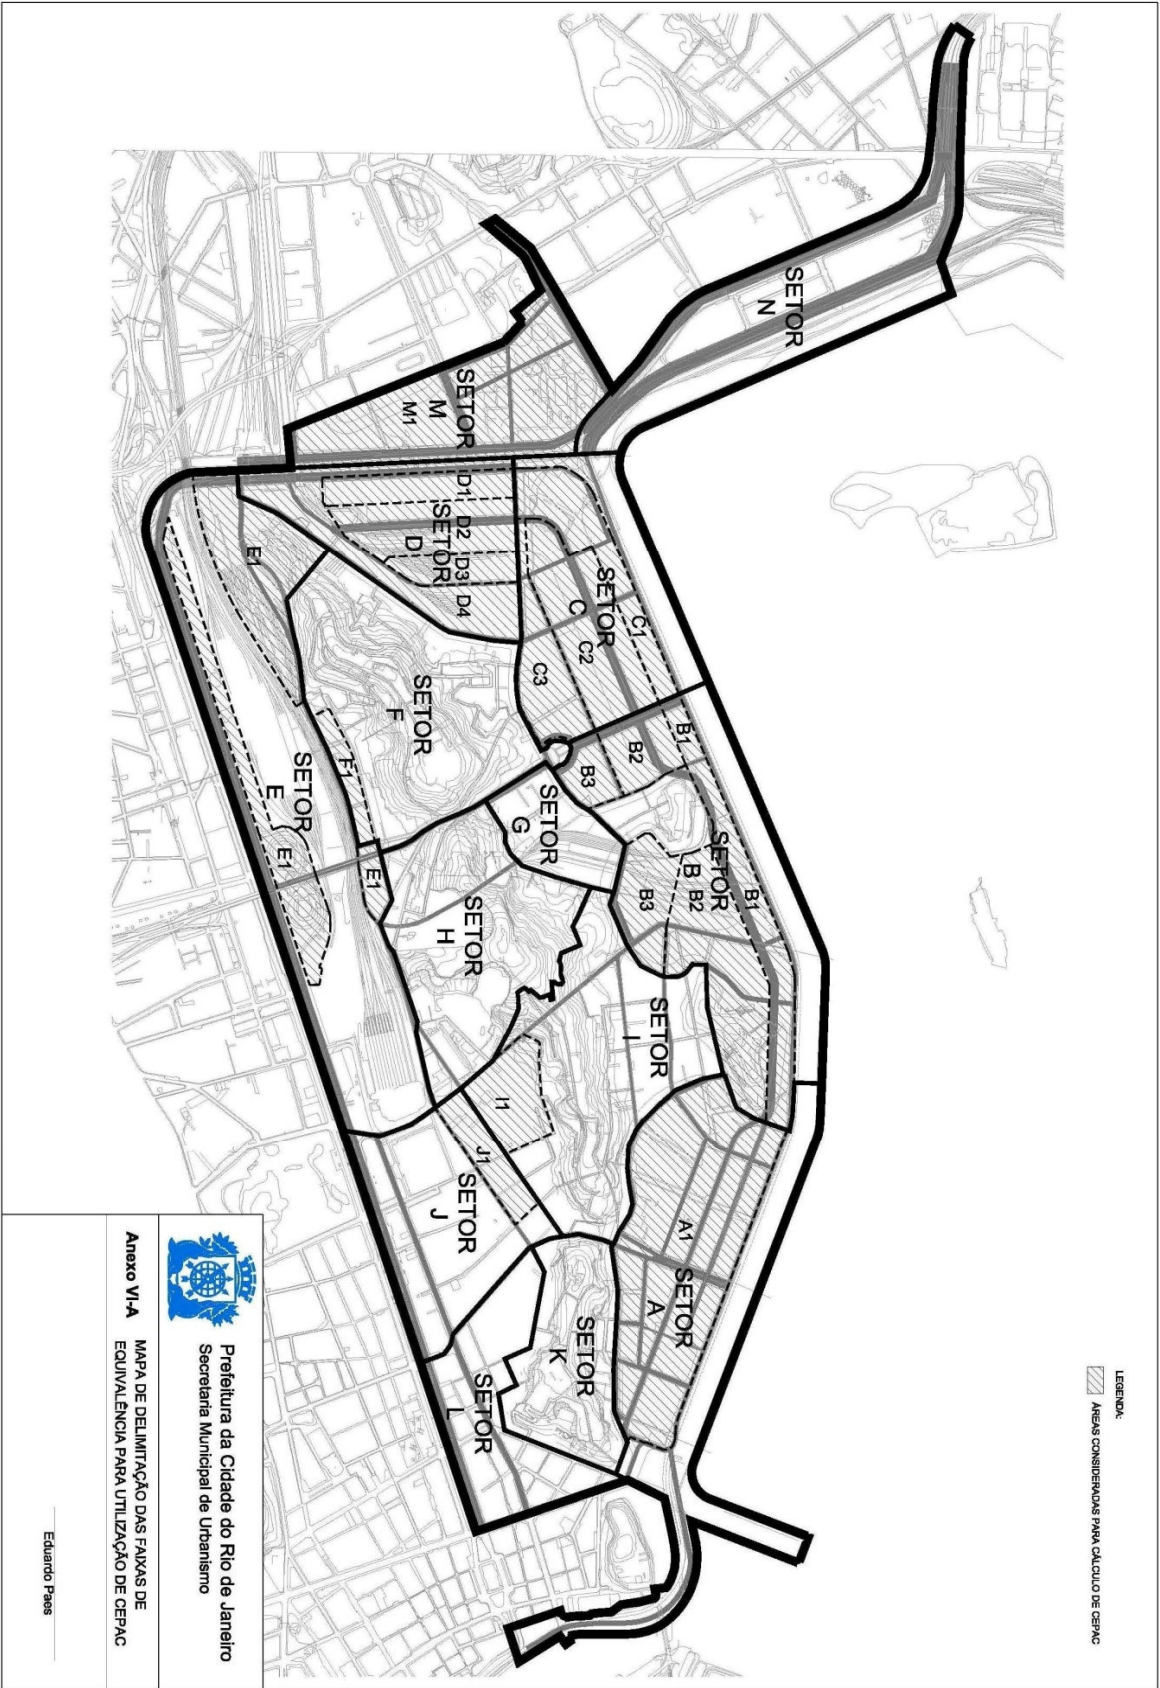 LEGENDA:
ÁREAS CONSIDERADAS PARA CÁLCULO DE CEPAC
SETOR
N
SETOR
M
M1
D1
D2
SETOR
D
D3
D4
SETOR
C
C1
C2
C3
B1
B2
B3
SETOR
B
B1
B2
B3
E1
SETOR
F
F1
SETOR
E
E1
E1
SETOR
G
SETOR
H
SETOR
I
I1
J1
SETOR
J
A1
SETOR
A
SETOR
K
SETOR
L
Prefeitura da Cidade do Rio de Janeiro
Secretaria Municipal de Urbanismo
Anexo VI-A
MAPA DE DELIMITAÇÃO DAS FAIXAS DE
EQUIVALÊNCIA PARA UTILIZAÇÃO DE CEPAC
Eduardo Paes